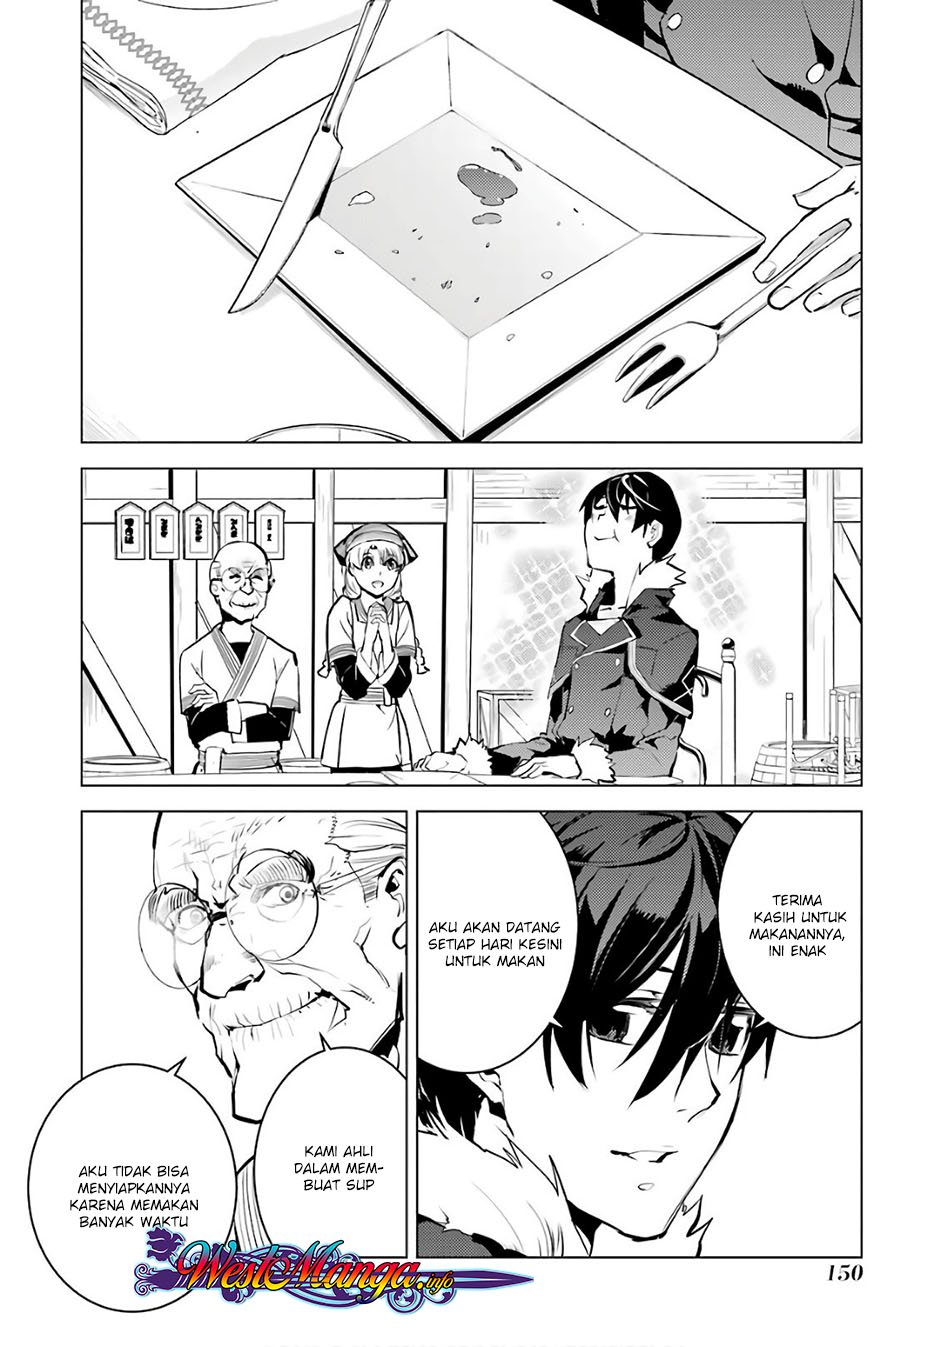 TERIMA
KASIH UNTUK
MAKANANNYA,
INI ENAK
AKU AKAN DATANG
SETIAP HARI KESINI
UNTUK MAKAN
KAMI AHLI
DALAM MEM-
BUAT SUP
AKU TIDAK BISA
MENYIAPKANNYA
KARENA MEMAKAN
BANYAK WAKTU
WestManga.info
150